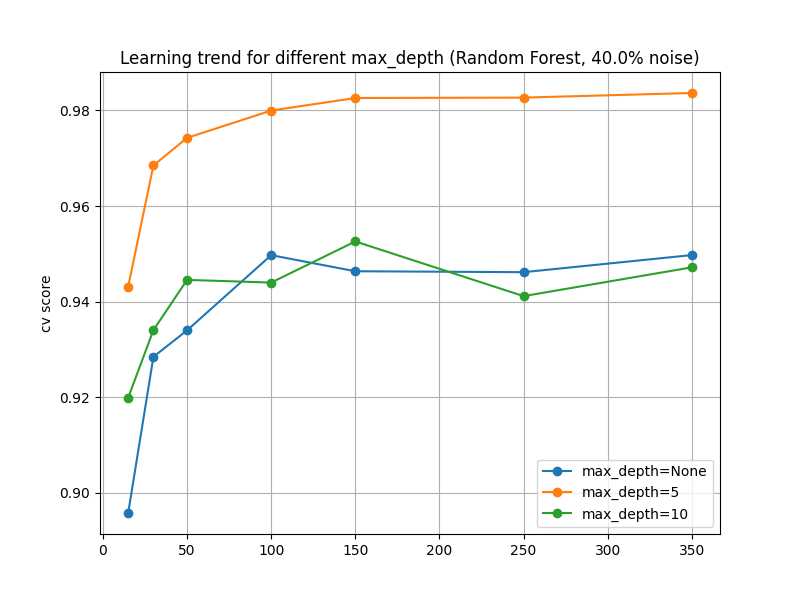 Learning trend for different max_depth (Random Forest, 40.0% noise)
cv score
0.98
0.96
0.94
0.92
0.90
0 50 100 150 200 250 300 350
max_depth=None
max_depth=5
max_depth=10